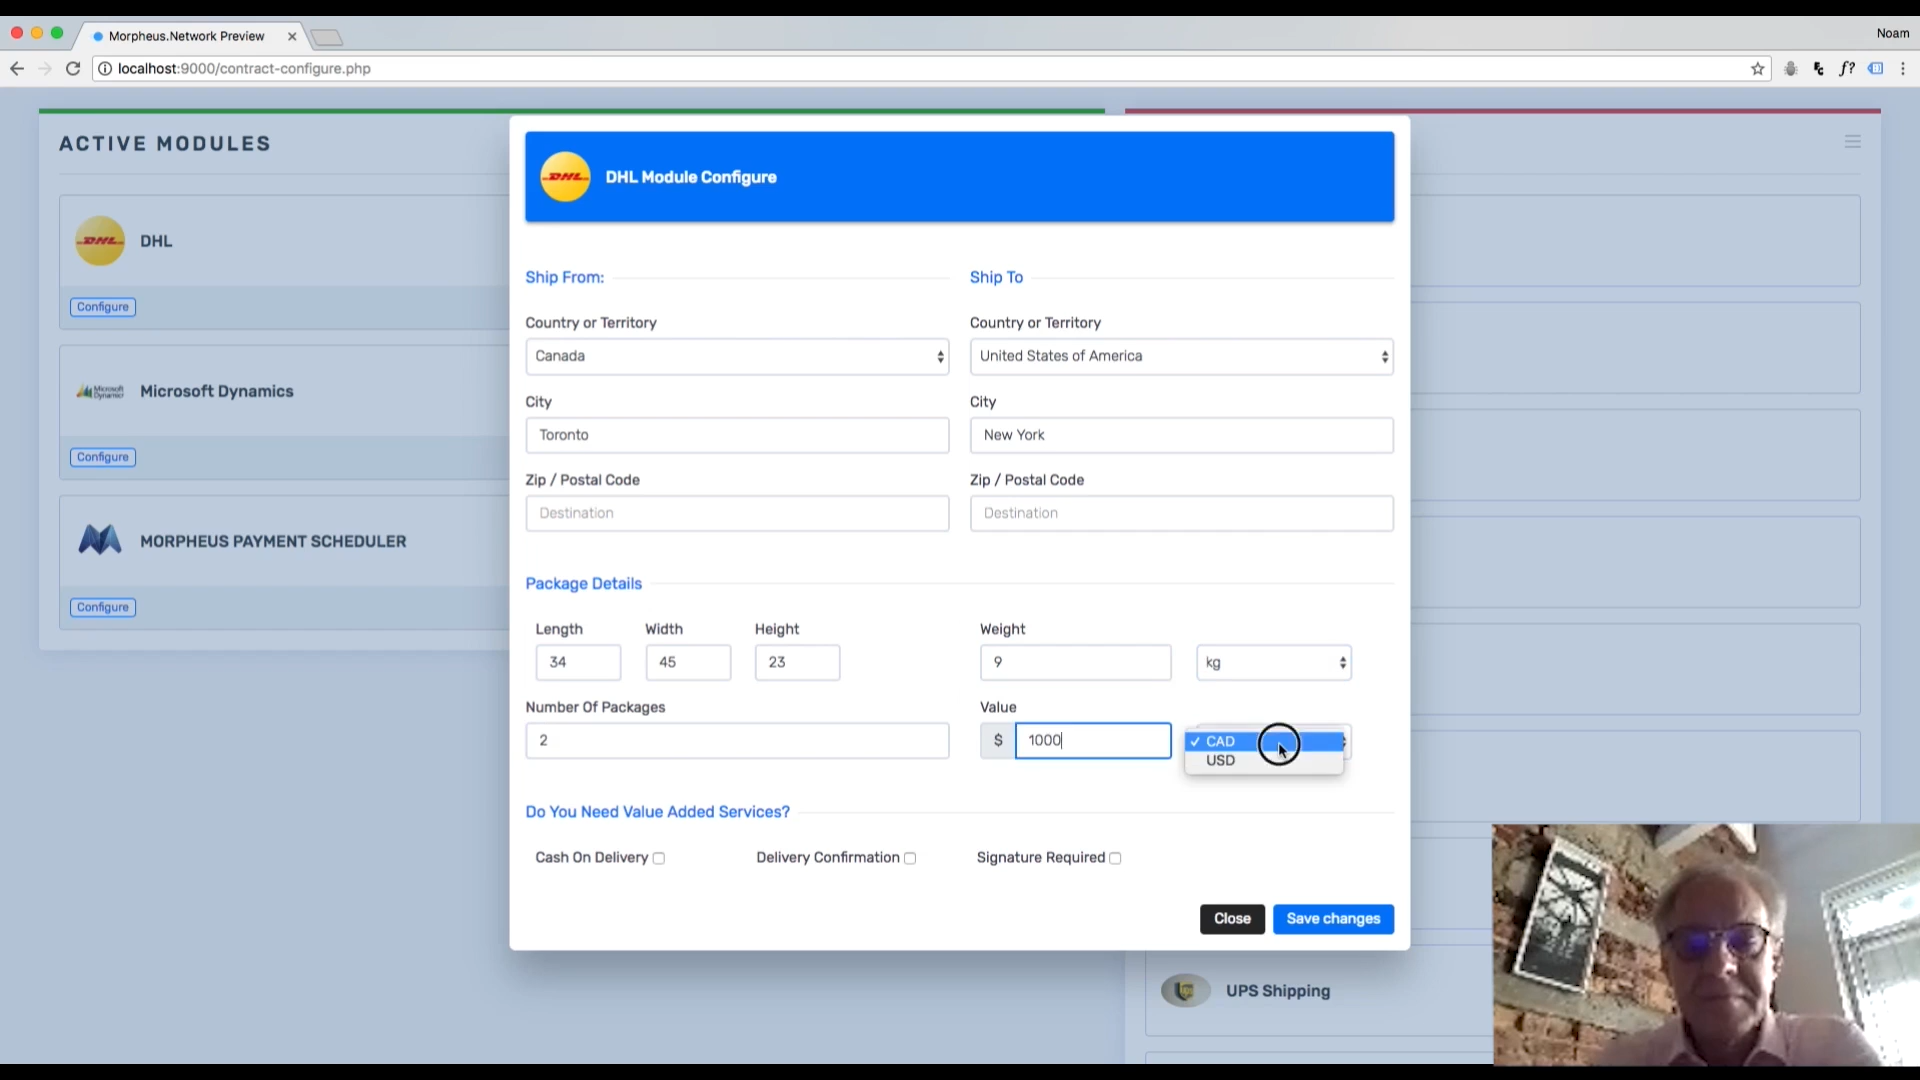 Morpheus.Network Preview
Noam
localhost:9000/contract-configure.php
f?
ACTIVE MODULES
DHL
DHL
Configure
Microsoft Dynamics
Microsoft Dynamics
Configure
MORPHEUS PAYMENT SCHEDULER
Configure
DHL
DHL Module Configure
Ship From:
Ship To
Country or Territory
Country or Territory
Canada
United States of America
City
City
Toronto
New York
Zip / Postal Code
Zip / Postal Code
Destination
Destination
Package Details
Length Width Height Weight
34 45 23 9 kg
Number Of Packages
Value
2
$ 1000
✓ CAD
USD
Do You Need Value Added Services?
Cash On Delivery
Delivery Confirmation
Signature Required
Close
Save changes
UPS Shipping